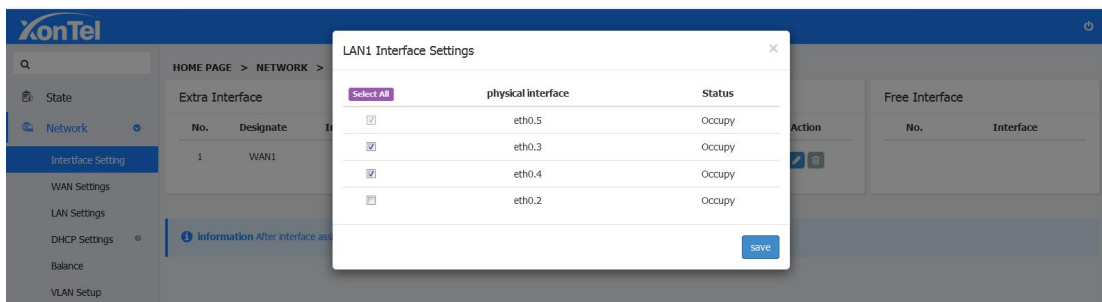 XonTel
State
Network
Intertface Setting
WAN Settings
LAN Settings
DHCP Settings
Balance
VLAN Setup
HOME PAGE > NETWORK >
Extra Interface
No. Designate
1 WAN1
information After interface
LAN1 Interface Settings ×
Select All physical interface Status
eth0.5 Occupy
eth0.3 Occupy
eth0.4 Occupy
eth0.2 Occupy
save
Action
Free Interface
No. Interface